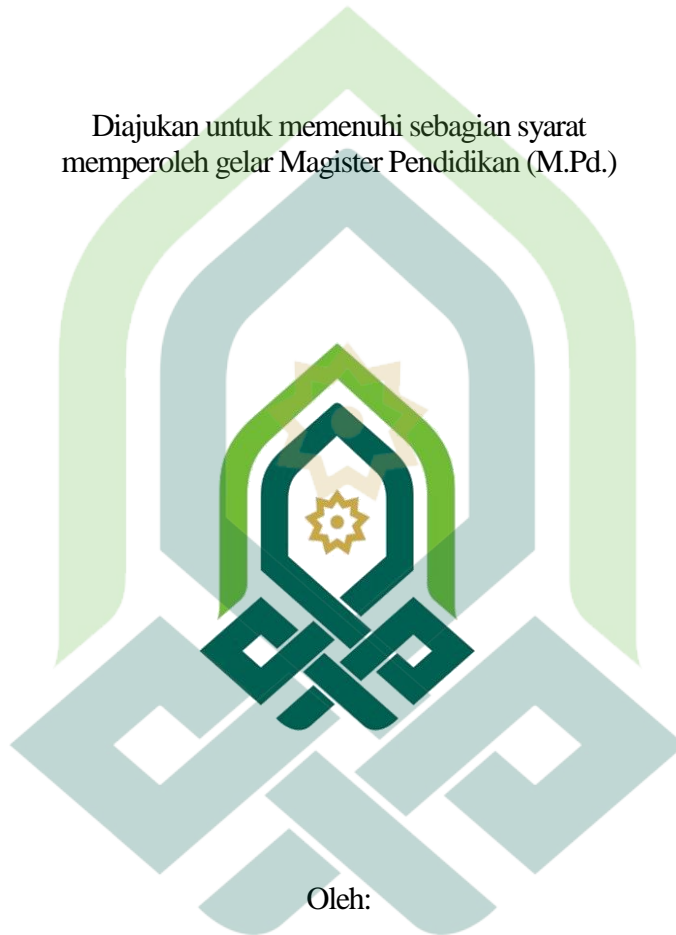 Diajukan untuk memenuhi sebagian syarat
memperoleh gelar Magister Pendidikan (M.Pd.)
Oleh: